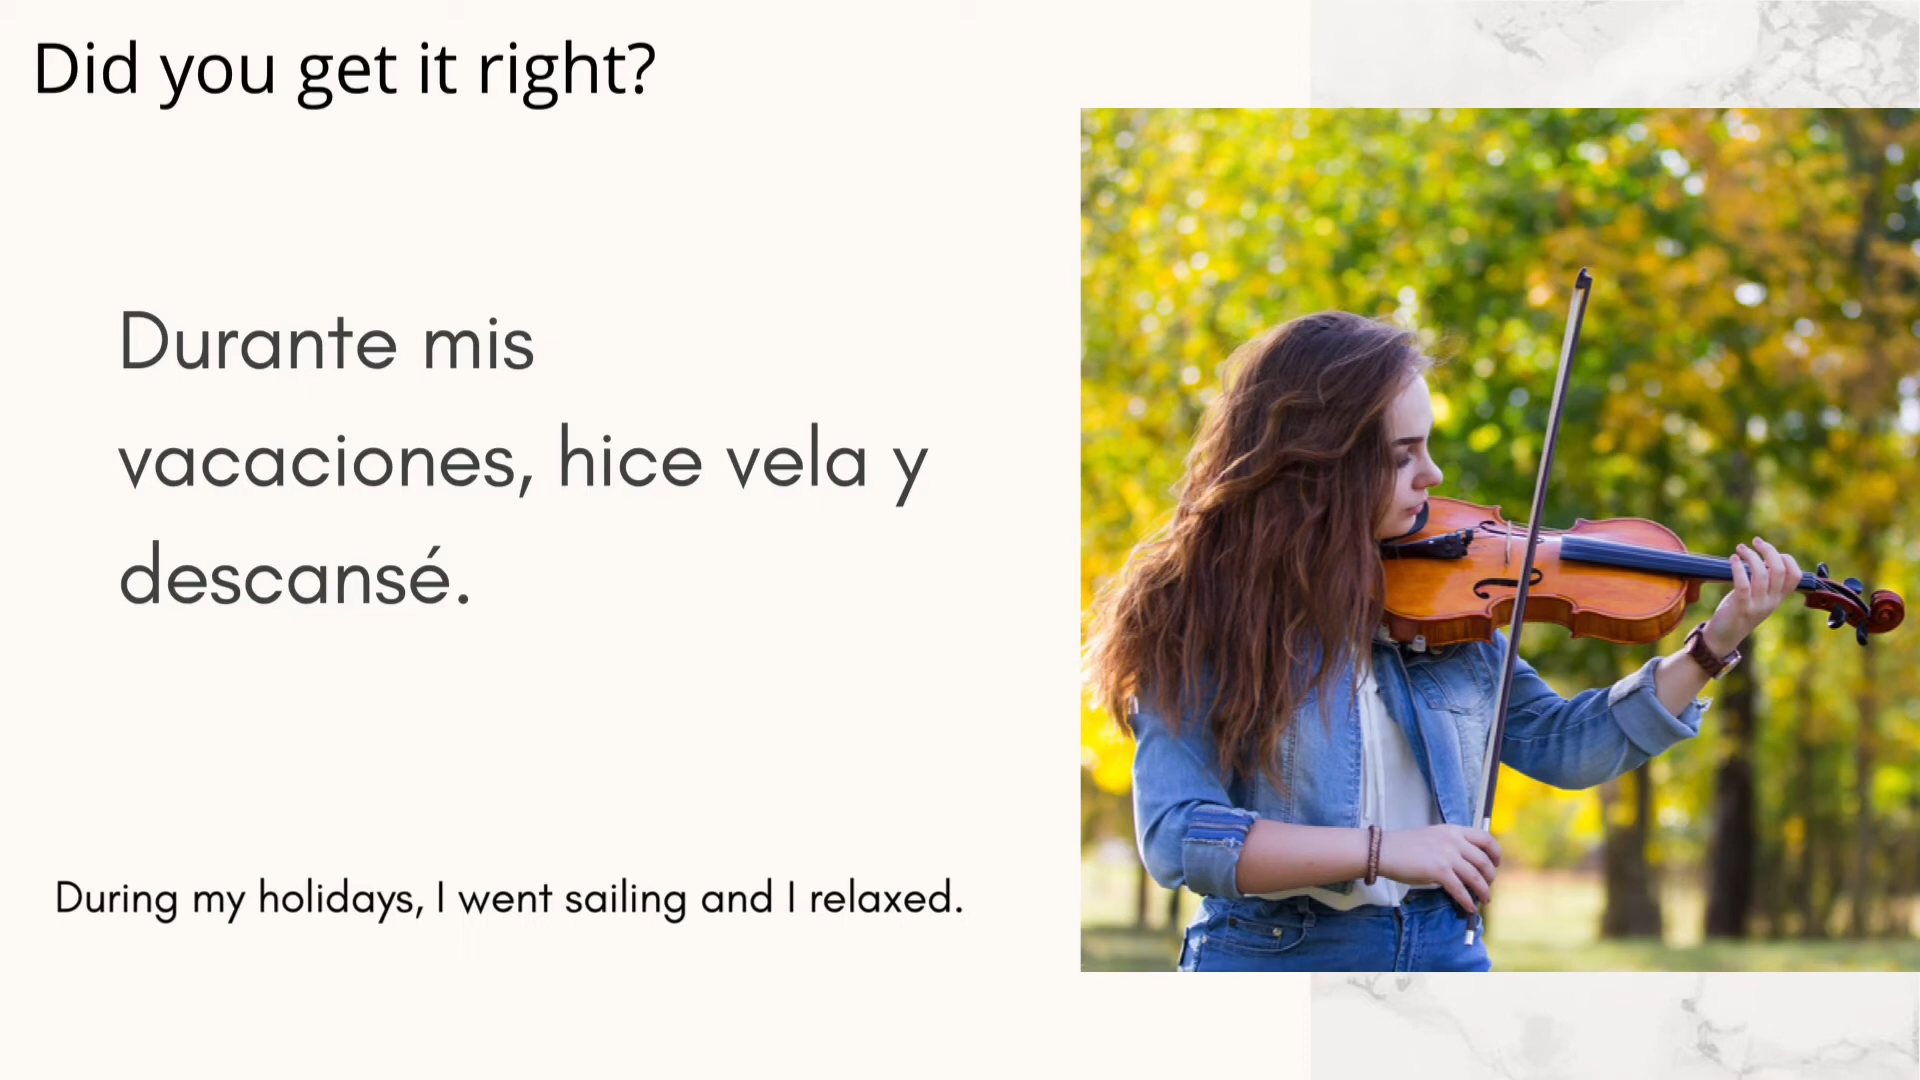 Did you get it right?
Durante mis
vacaciones, hice vela y
descansé.
During my holidays, I went sailing and I relaxed.